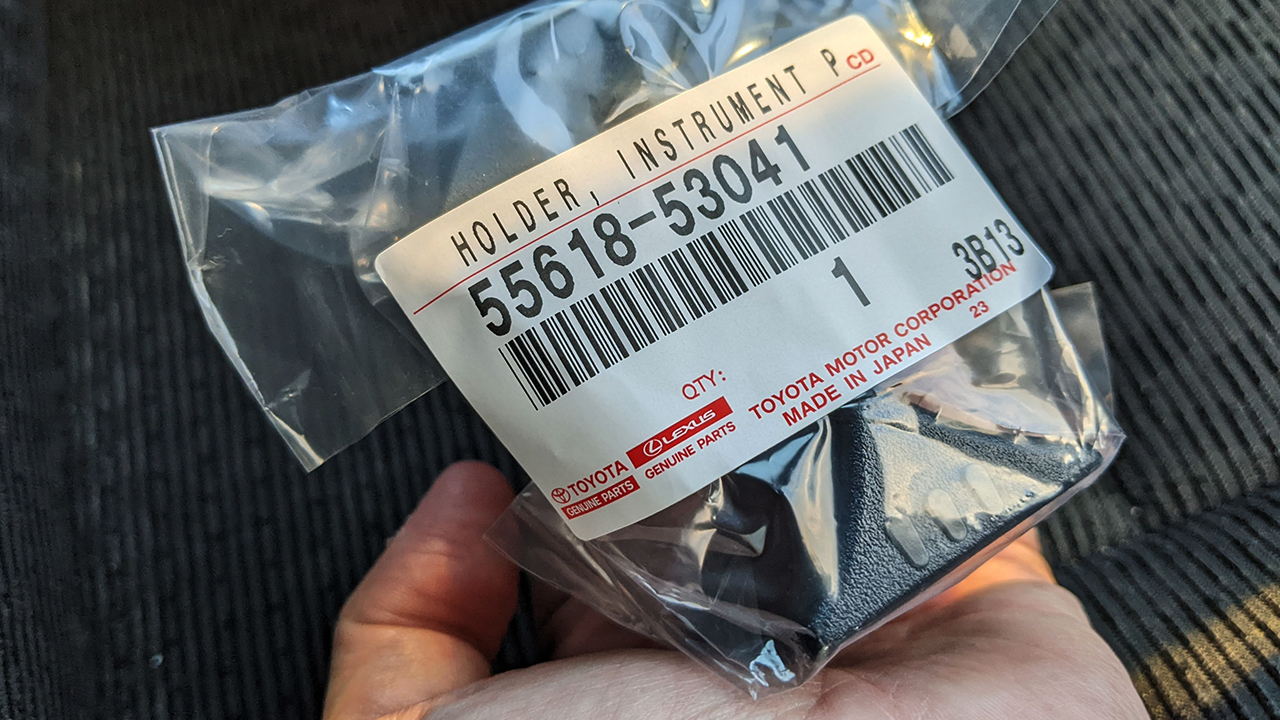 HOLDER, INSTRUMENT P CD
55618-53041
1 3B13
QTY:
TOYOTA MOTOR CORPORATION
MADE IN JAPAN 23
TOYOTA LEXUS
GENUINE PARTS GENUINE PARTS